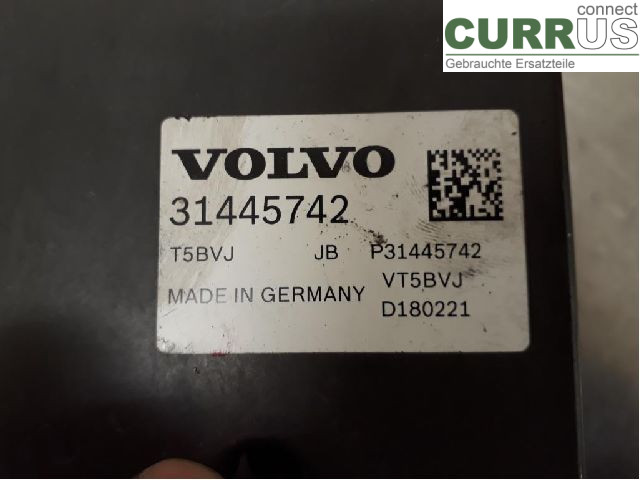 connect
CURRUS
Gebrauchte Ersatzteile
VOLVO
31445742
T5BVJ JB P31445742
VT5BVJ
MADE IN GERMANY
D180221